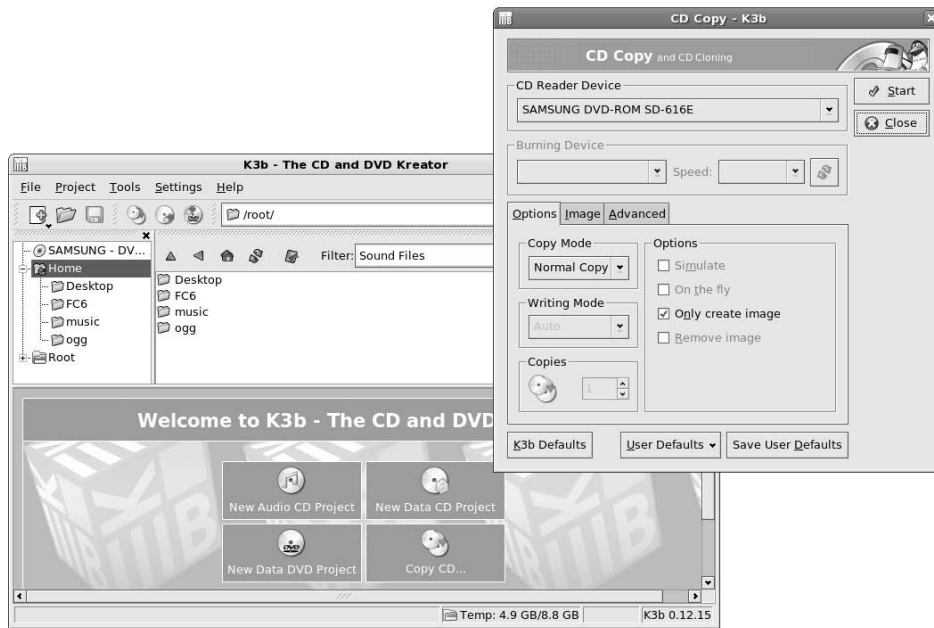 CD Copy - K3b
CD Copy and CD Cloning
CD Reader Device
SAMSUNG DVD-ROM SD-616E
Start
Close
Burning Device
Speed:
Options Image Advanced
Copy Mode
Normal Copy
Writing Mode
Auto
Copies
1
Options
Simulate
On the fly
Only create image
Remove image
K3b Defaults
User Defaults
Save User Defaults
K3b - The CD and DVD Kreator
File Project Tools Settings Help
/root/
SAMSUNG - DV...
Home
Desktop
FC6
music
ogg
Root
Filter: Sound Files
Desktop
FC6
music
ogg
Welcome to K3b - The CD and DVD
New Audio CD Project
New Data CD Project
New Data DVD Project
Copy CD...
Temp: 4.9 GB/8.8 GB
K3b 0.12.15